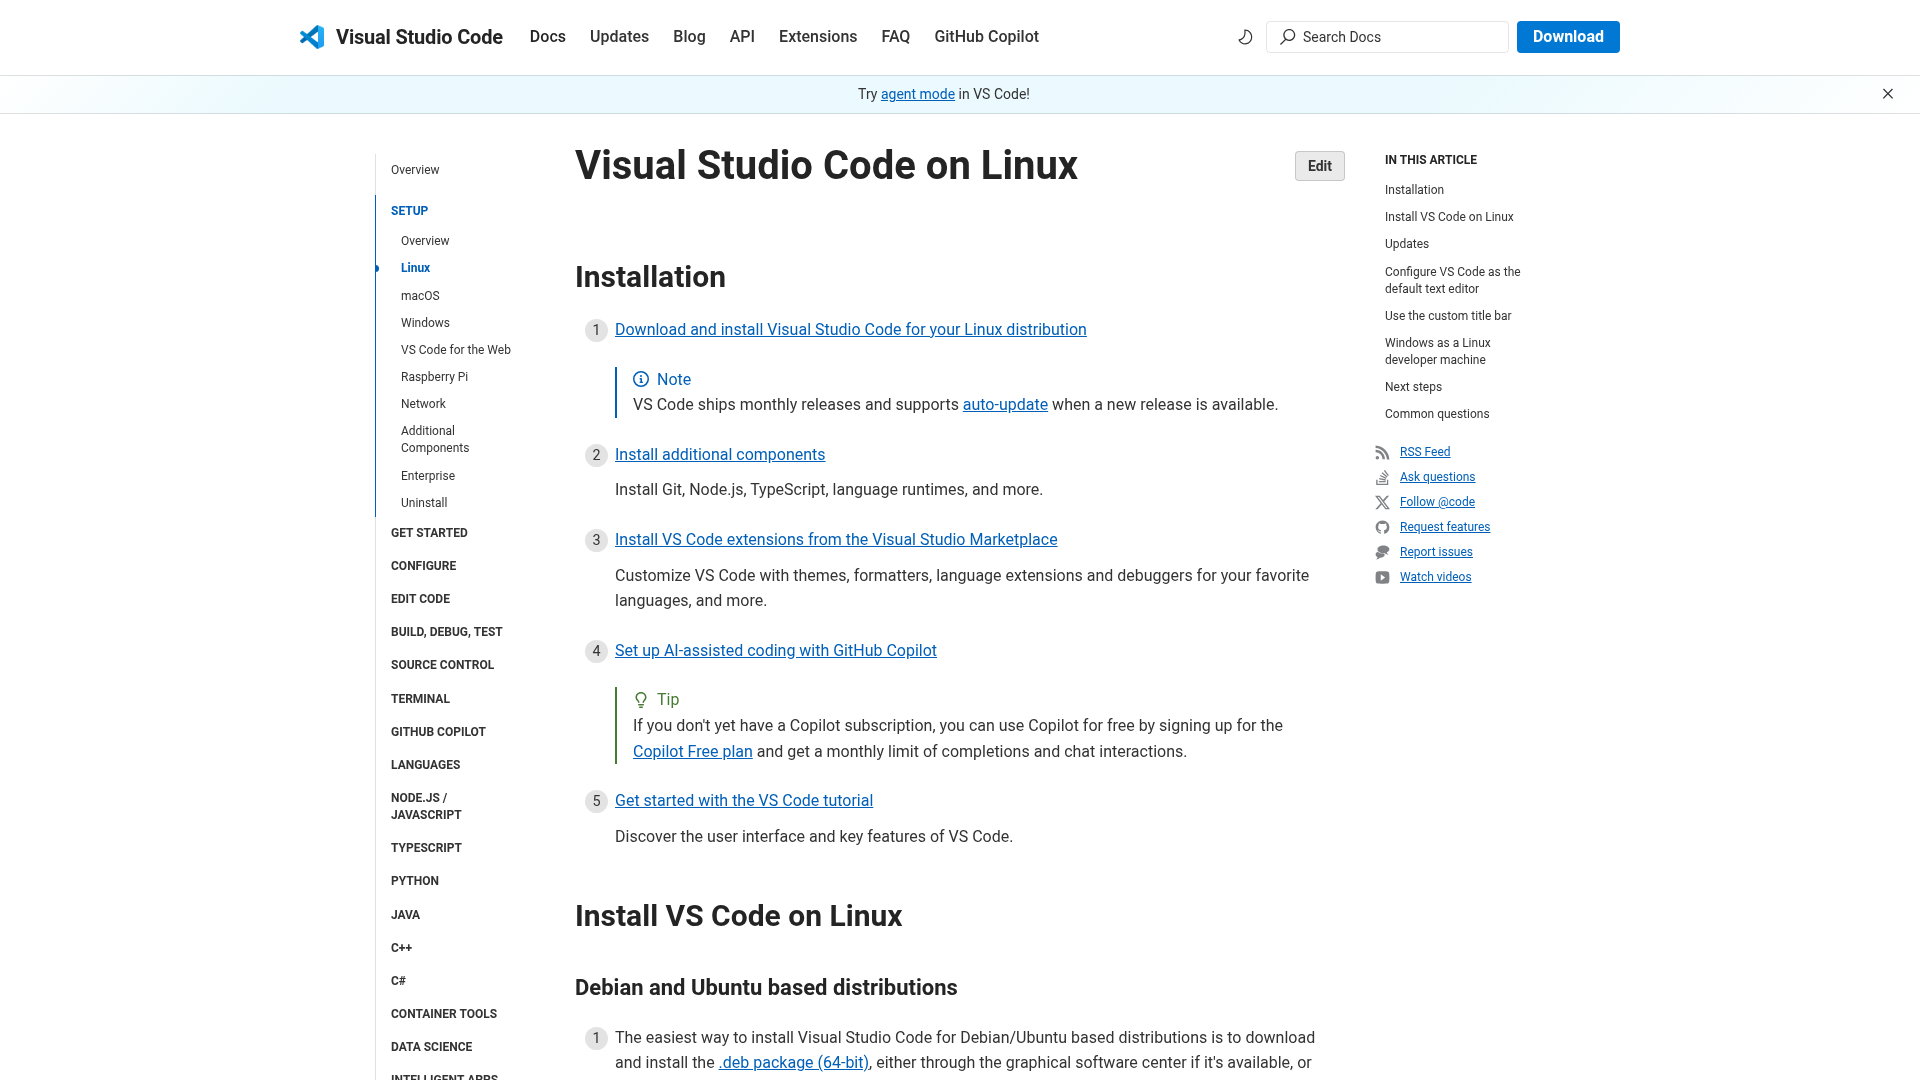 Visual Studio Code
Docs
Updates
Blog
API
Extensions
FAQ
GitHub Copilot
Search Docs
Download
Try agent mode in VS Code!
Overview
SETUP
Overview
Linux
macOS
Windows
VS Code for the Web
Raspberry Pi
Network
Additional
Components
Enterprise
Uninstall
GET STARTED
CONFIGURE
EDIT CODE
BUILD, DEBUG, TEST
SOURCE CONTROL
TERMINAL
GITHUB COPILOT
LANGUAGES
NODE.JS /
JAVASCRIPT
TYPESCRIPT
PYTHON
JAVA
C++
C#
CONTAINER TOOLS
DATA SCIENCE
INTELLIGENT APPS
Visual Studio Code on Linux
Edit
Installation
1 Download and install Visual Studio Code for your Linux distribution
Note
VS Code ships monthly releases and supports auto-update when a new release is available.
2 Install additional components
Install Git, Node.js, TypeScript, language runtimes, and more.
3 Install VS Code extensions from the Visual Studio Marketplace
Customize VS Code with themes, formatters, language extensions and debuggers for your favorite
languages, and more.
4 Set up AI-assisted coding with GitHub Copilot
Tip
If you don't yet have a Copilot subscription, you can use Copilot for free by signing up for the
Copilot Free plan and get a monthly limit of completions and chat interactions.
5 Get started with the VS Code tutorial
Discover the user interface and key features of VS Code.
Install VS Code on Linux
Debian and Ubuntu based distributions
1 The easiest way to install Visual Studio Code for Debian/Ubuntu based distributions is to download
and install the .deb package (64-bit), either through the graphical software center if it's available, or
IN THIS ARTICLE
Installation
Install VS Code on Linux
Updates
Configure VS Code as the
default text editor
Use the custom title bar
Windows as a Linux
developer machine
Next steps
Common questions
RSS Feed
Ask questions
Follow @code
Request features
Report issues
Watch videos